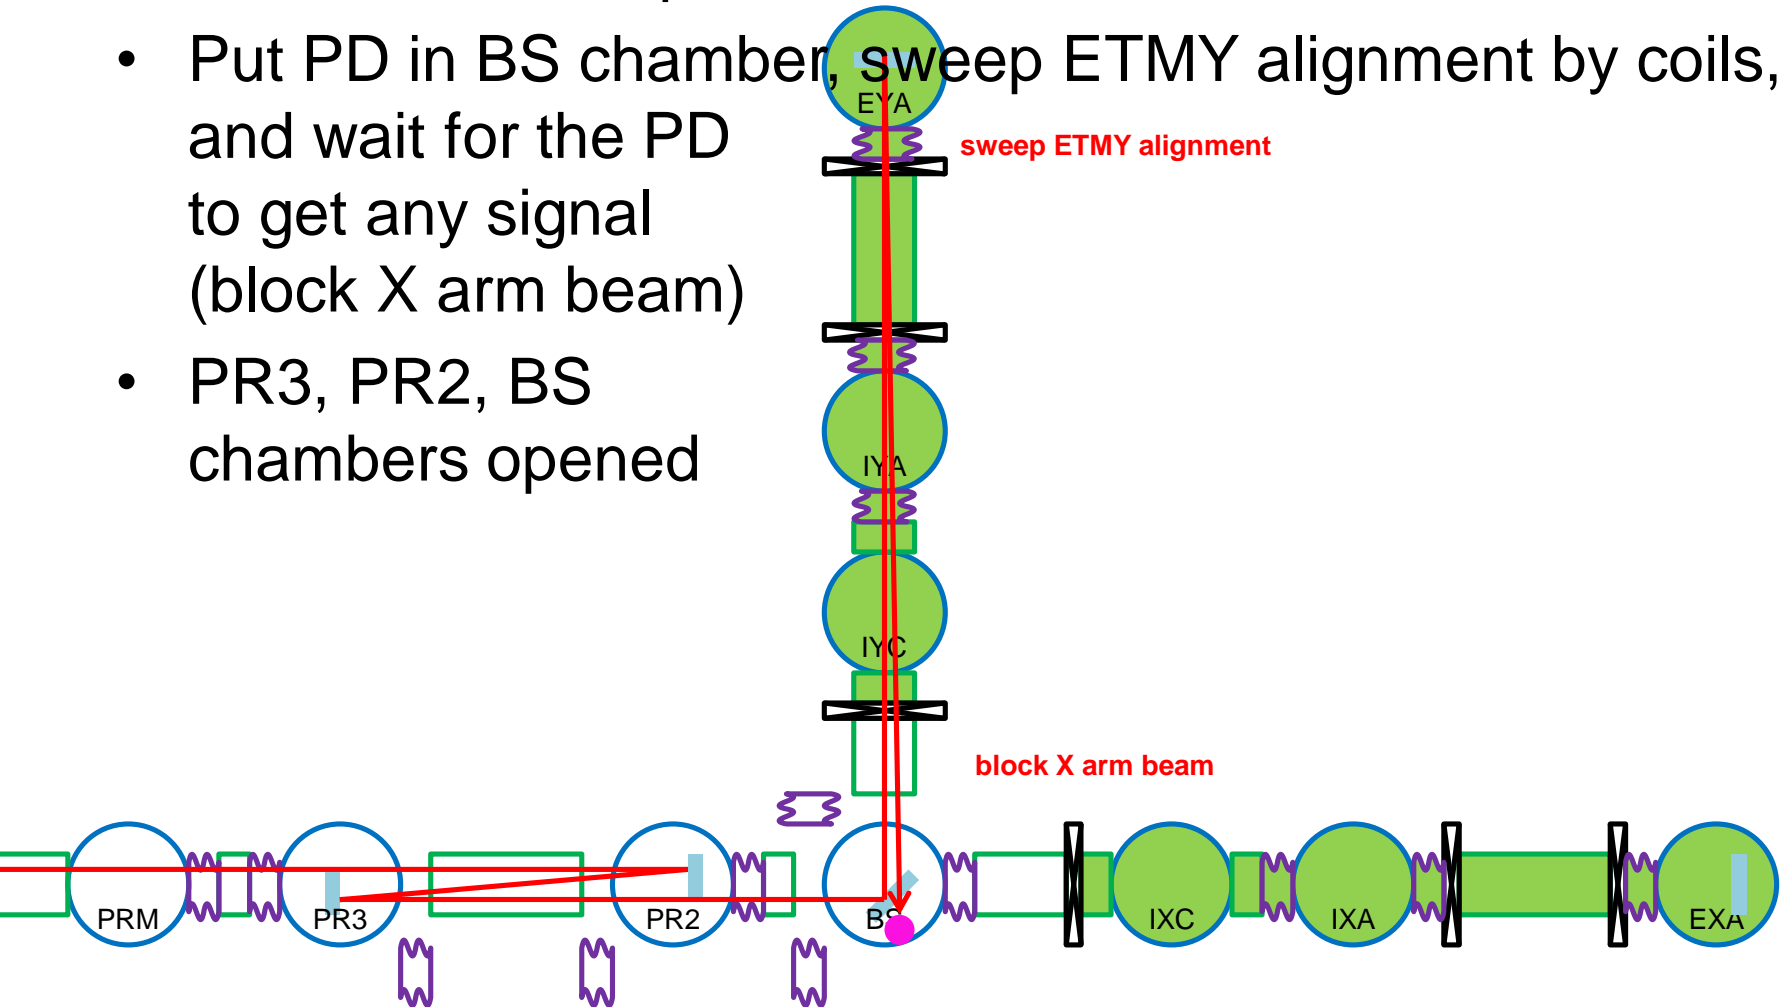 • Put PD in BS chamber, sweep ETMY alignment by coils,
and wait for the PD
to get any signal
(block X arm beam)
• PR3, PR2, BS
chambers opened
EYA
sweep ETMY alignment
IYA
IYC
block X arm beam
PRM PR3 PR2 BS IXC IXA EXA